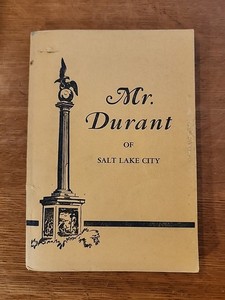 Mr.
Durant
OF
SALT LAKE CITY